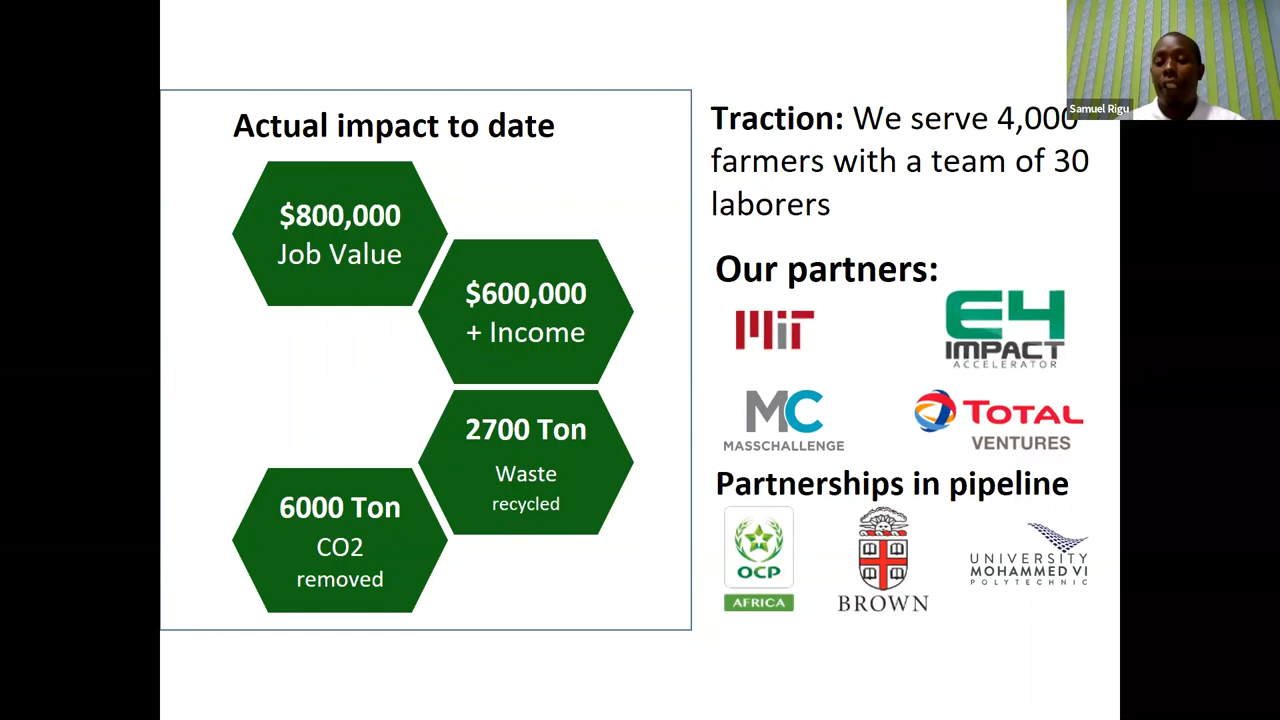 Actual impact to date
$800,000
Job Value
$600,000
+ Income
2700 Ton
Waste
recycled
6000 Ton
CO2
removed
Traction: We serve 4,000
farmers with a team of 30
laborers
Our partners:
MIT
E4
IMPACT
ACCELERATOR
MC
MASSCHALLENGE
TOTAL
VENTURES
Partnerships in pipeline
OCP
AFRICA
BROWN
UNIVERSITY
MOHAMMED VI
POLYTECHNIC
Samuel Rigu